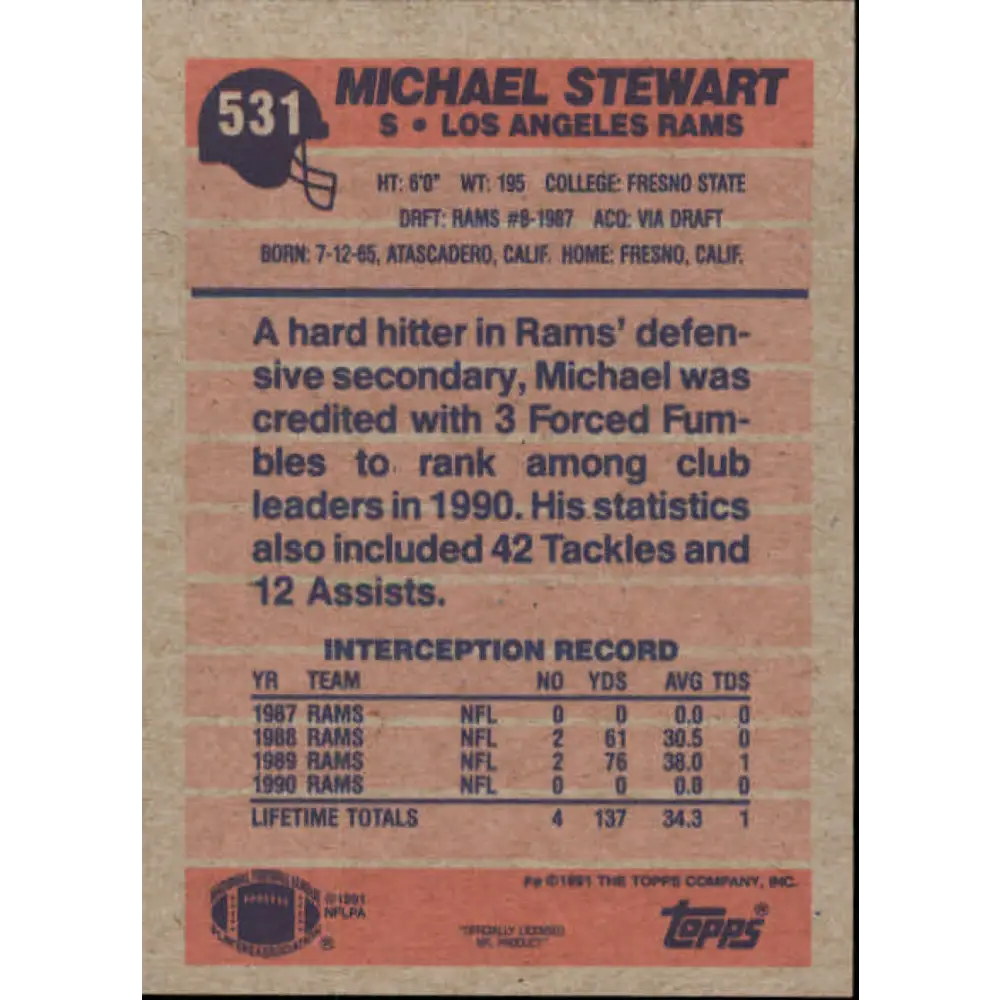 531
MICHAEL STEWART
S • LOS ANGELES RAMS
HT: 6'0" WT: 195 COLLEGE: FRESNO STATE
DRFT: RAMS #8-1987 ACQ: VIA DRAFT
BORN: 7-12-65, ATASCADERO, CALIF. HOME: FRESNO, CALIF.
A hard hitter in Rams' defen-
sive secondary, Michael was
credited with 3 Forced Fum-
bles to rank among club
leaders in 1990. His statistics
also included 42 Tackles and
12 Assists.
INTERCEPTION RECORD
YR TEAM NO YDS AVG TDS
1987 RAMS NFL 0 0 0.0 0
1988 RAMS NFL 2 61 30.5 0
1989 RAMS NFL 2 76 38.0 1
1990 RAMS NFL 0 0 0.0 0
LIFETIME TOTALS 4 137 34.3 1
©1991 THE TOPPS COMPANY, INC.
©1991
NFLPA
PLAYERS ASSOCIATION ®
"OFFICIALLY LICENSED
NFL PRODUCT"
topps®